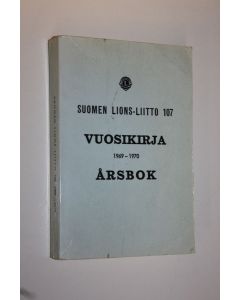 SUOMEN LIONS-LIITTO 107
VUOSIKIRJA
1969 - 1970
ÅRSBOK